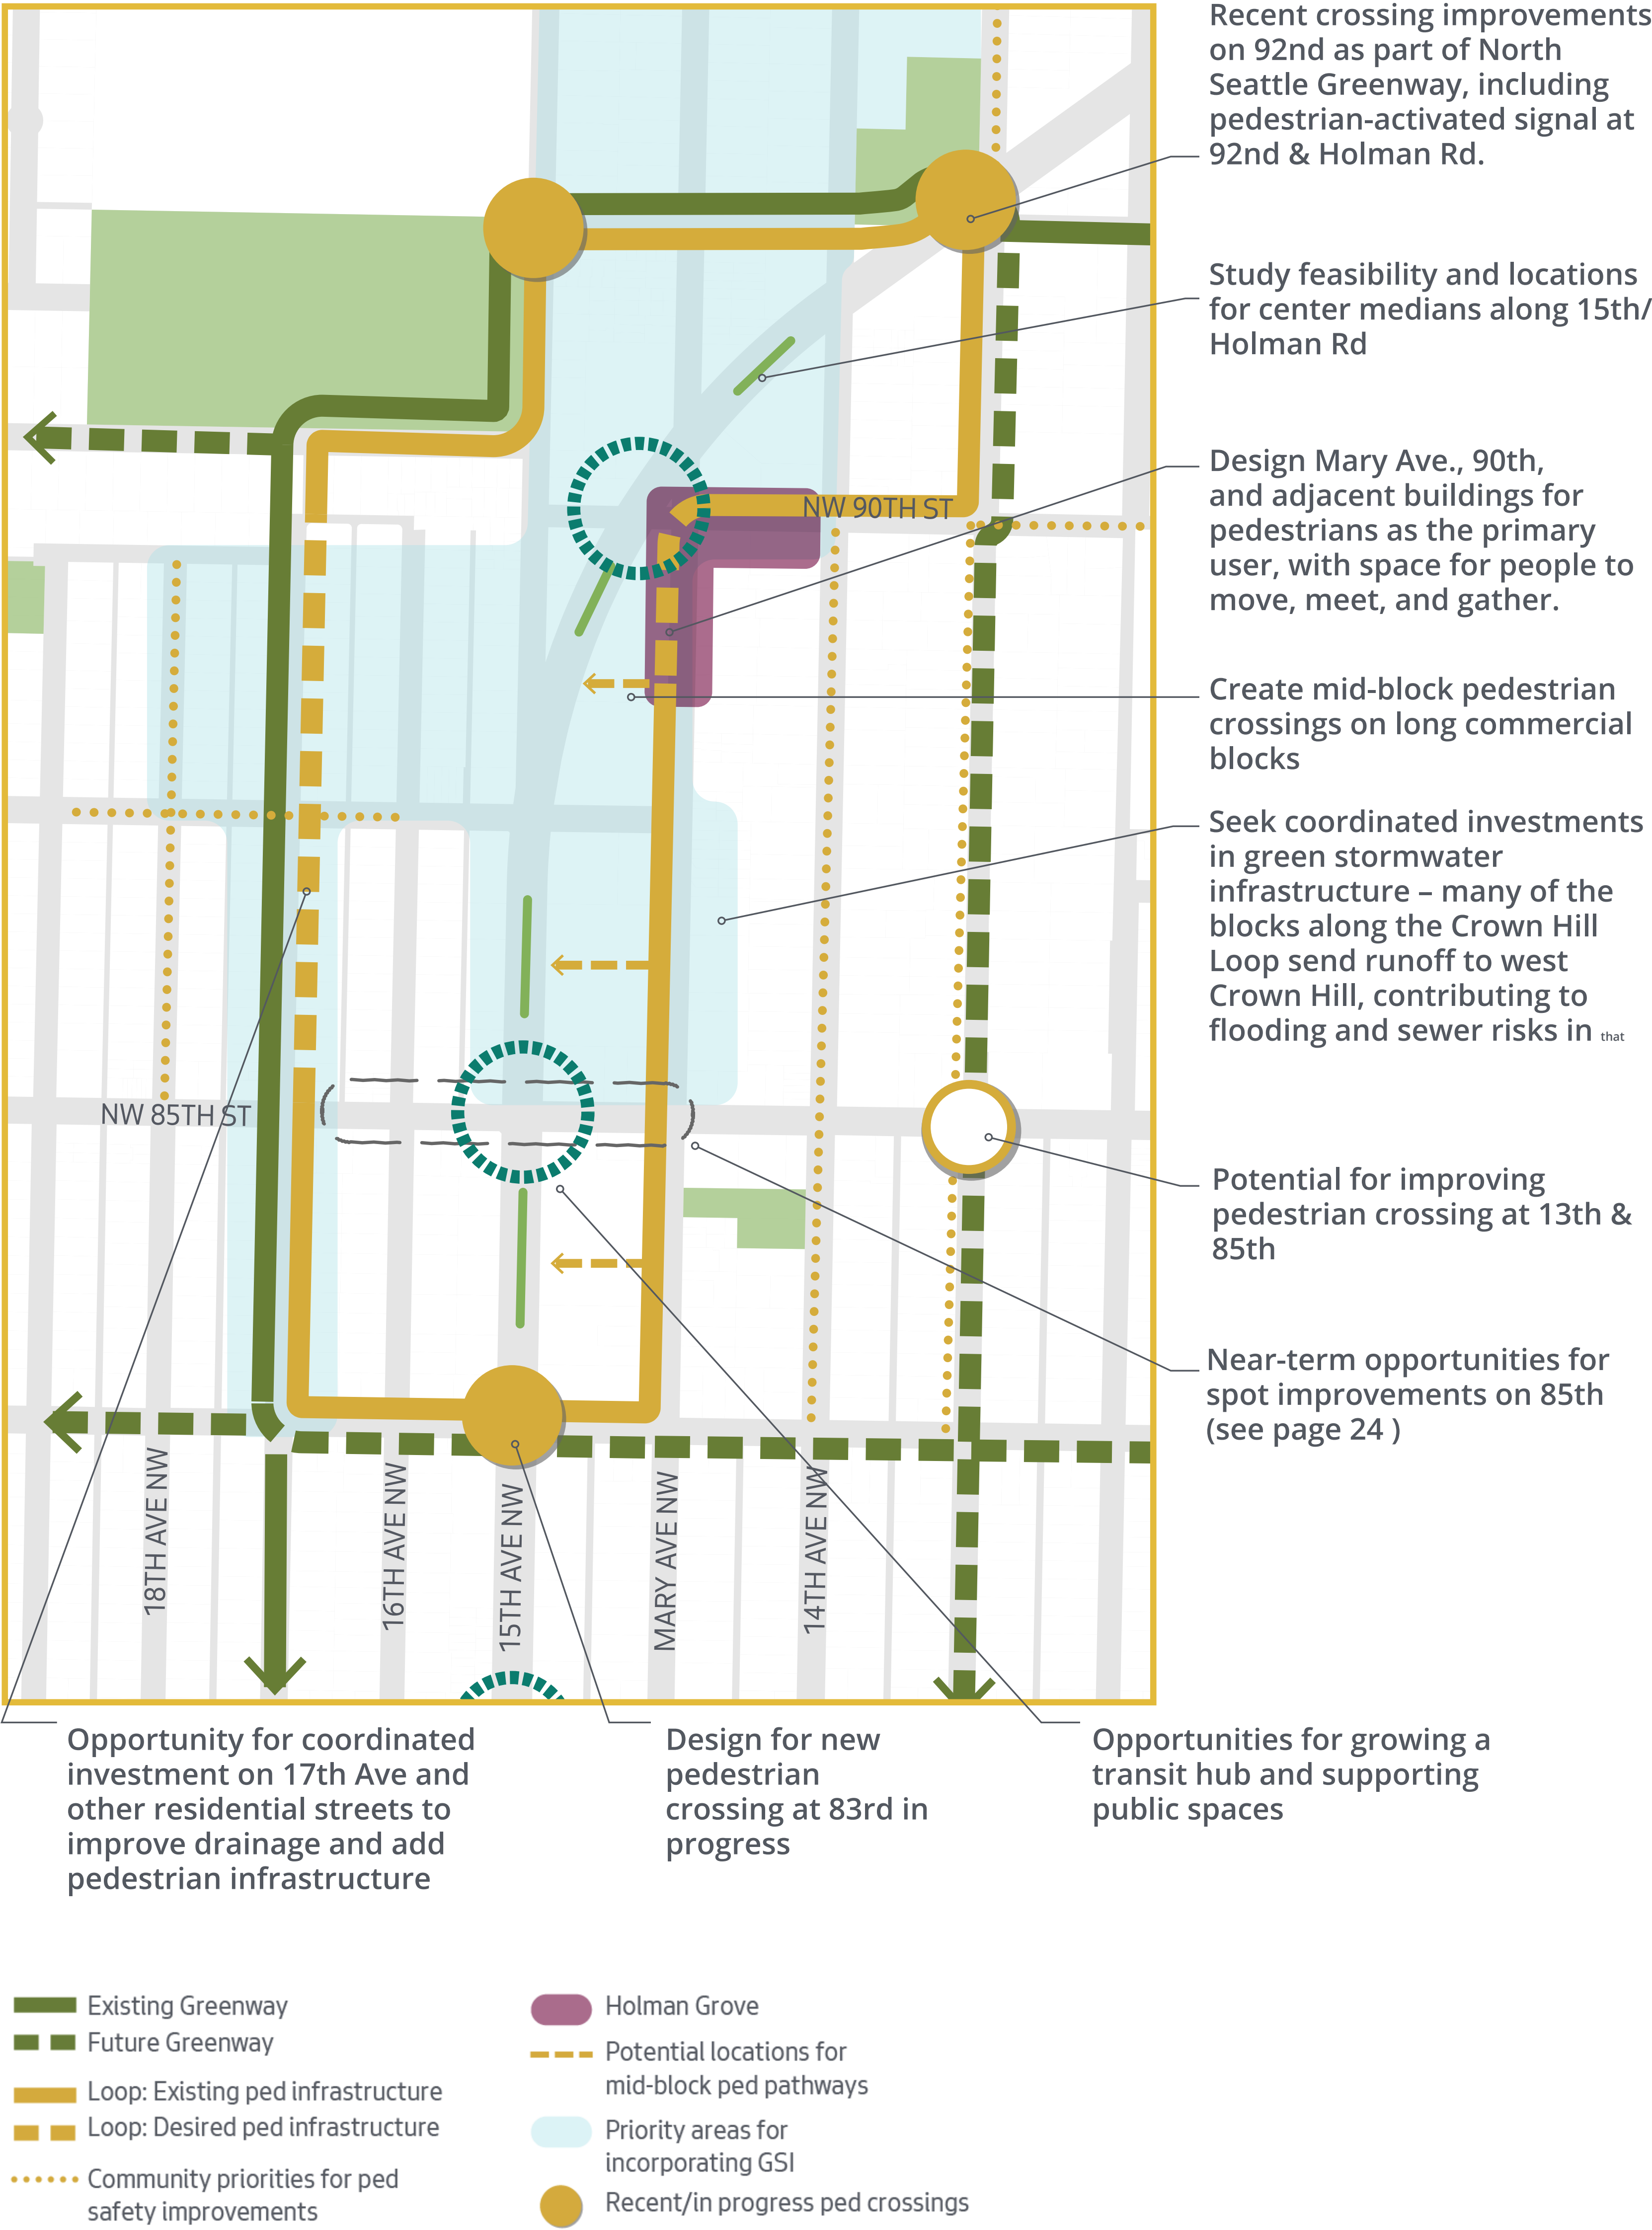 Recent crossing improvements
on 92nd as part of North
Seattle Greenway, including
pedestrian-activated signal at
92nd & Holman Rd.
Study feasibility and locations
for center medians along 15th/
Holman Rd
Design Mary Ave., 90th,
and adjacent buildings for
pedestrians as the primary
user, with space for people to
move, meet, and gather.
NW 90TH ST
Create mid-block pedestrian
crossings on long commercial
blocks
Seek coordinated investments
in green stormwater
infrastructure – many of the
blocks along the Crown Hill
Loop send runoff to west
Crown Hill, contributing to
flooding and sewer risks in that
NW 85TH ST
Potential for improving
pedestrian crossing at 13th &
85th
Near-term opportunities for
spot improvements on 85th
(see page 24 )
18TH AVE NW
16TH AVE NW
15TH AVE NW
MARY AVE NW
14TH AVE NW
Opportunity for coordinated
investment on 17th Ave and
other residential streets to
improve drainage and add
pedestrian infrastructure
Design for new
pedestrian
crossing at 83rd in
progress
Opportunities for growing a
transit hub and supporting
public spaces
Existing Greenway
Future Greenway
Loop: Existing ped infrastructure
Loop: Desired ped infrastructure
Community priorities for ped
safety improvements
Holman Grove
Potential locations for
mid-block ped pathways
Priority areas for
incorporating GSI
Recent/in progress ped crossings